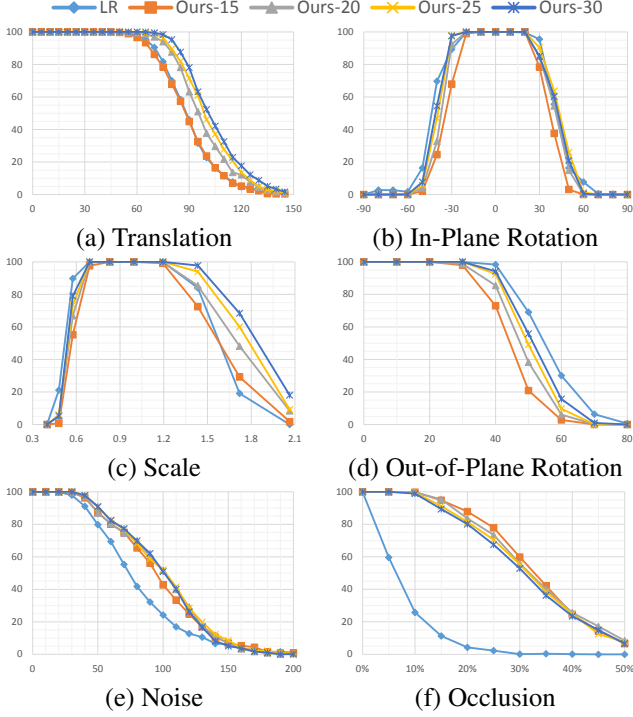 LR Ours-15 Ours-20 Ours-25 Ours-30
100 100
80 80
60 60
40 40
20 20
0 0
0 30 60 90 120 150 -90 -60 -30 0 30 60 90
(a) Translation (b) In-Plane Rotation
100 100
80 80
60 60
40 40
20 20
0 0
0.3 0.6 0.9 1.2 1.5 1.8 2.1 0 20 40 60 80
(c) Scale (d) Out-of-Plane Rotation
100 100
80 80
60 60
40 40
20 20
0 0
0 50 100 150 200 0% 10% 20% 30% 40% 50%
(e) Noise (f) Occlusion